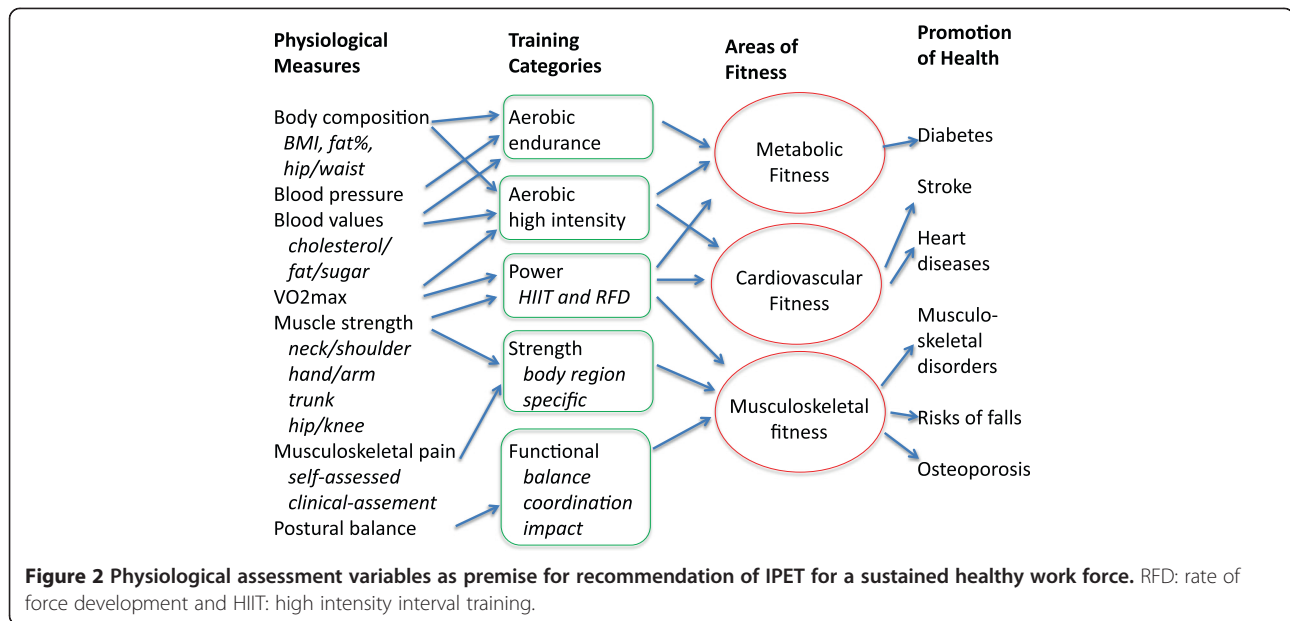 Physiological
Measures
Body composition
BMI, fat%,
hip/waist
Blood pressure
Blood values
cholesterol/
fat/sugar
VO2max
Muscle strength
neck/shoulder
hand/arm
trunk
hip/knee
Musculoskeletal pain
self-assessed
clinical-assement
Postural balance
Training
Categories
Aerobic
endurance
Aerobic
high intensity
Power
HIIT and RFD
Strength
body region
specific
Functional
balance
coordination
impact
Areas of
Fitness
Metabolic
Fitness
Cardiovascular
Fitness
Musculoskeletal
fitness
Promotion
of Health
Diabetes
Stroke
Heart
diseases
Musculo-
skeletal
disorders
Risks of falls
Osteoporosis
Figure 2 Physiological assessment variables as premise for recommendation of IPET for a sustained healthy work force. RFD: rate of
force development and HIIT: high intensity interval training.